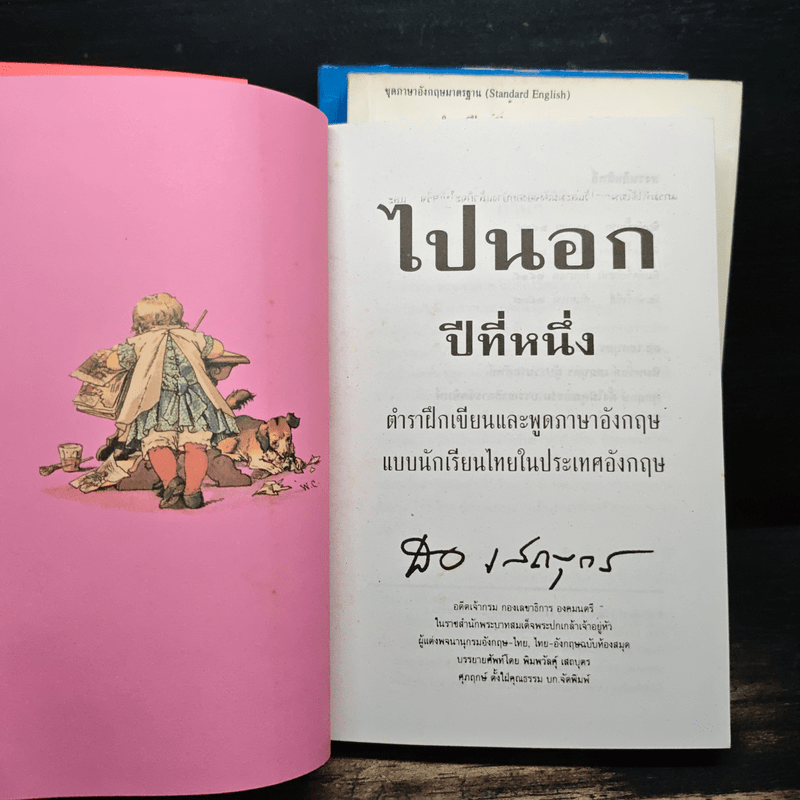 ชุดภาษาอังกฤษมาตรฐาน (Standard English)
ไปนอก
ปีที่หนึ่ง
ตำราฝึกเขียนและพูดภาษาอังกฤษ
แบบนักเรียนไทยในประเทศอังกฤษ
สอ เสถบุตร
อดีตเจ้ากรม กองเลขาธิการ องคมนตรี
ในราชสำนักพระบาทสมเด็จพระปกเกล้าเจ้าอยู่หัว
ผู้แต่งพจนานุกรมอังกฤษ-ไทย, ไทย-อังกฤษฉบับห้องสมุด
บรรยายศัพท์โดย พิมพวัลคุ์ เสถบุตร
ศุภฤกษ์ ตั้งใฝ่คุณธรรม บก.จัดพิมพ์
W.C.